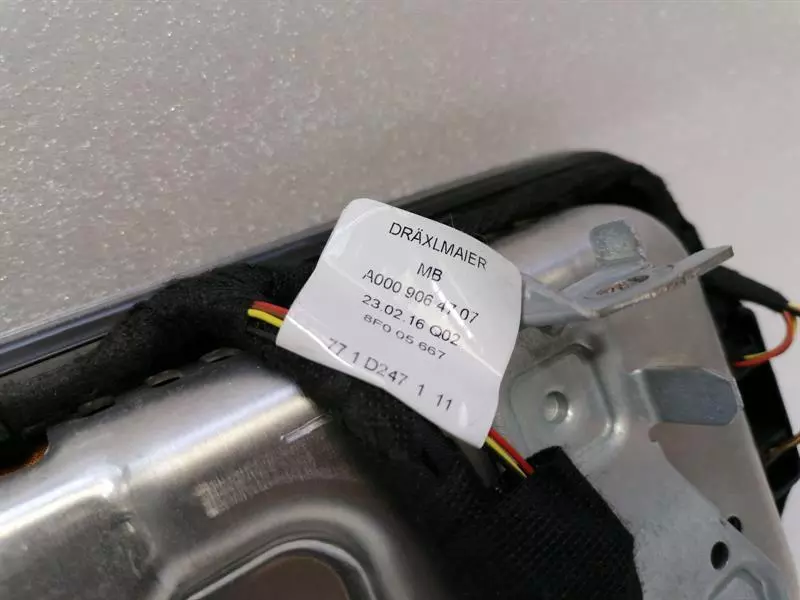 DRÄXLMAIER
MB
A000 906 47 07
23.02.16 Q02
8F0 05 667
77 1 D247 1 11